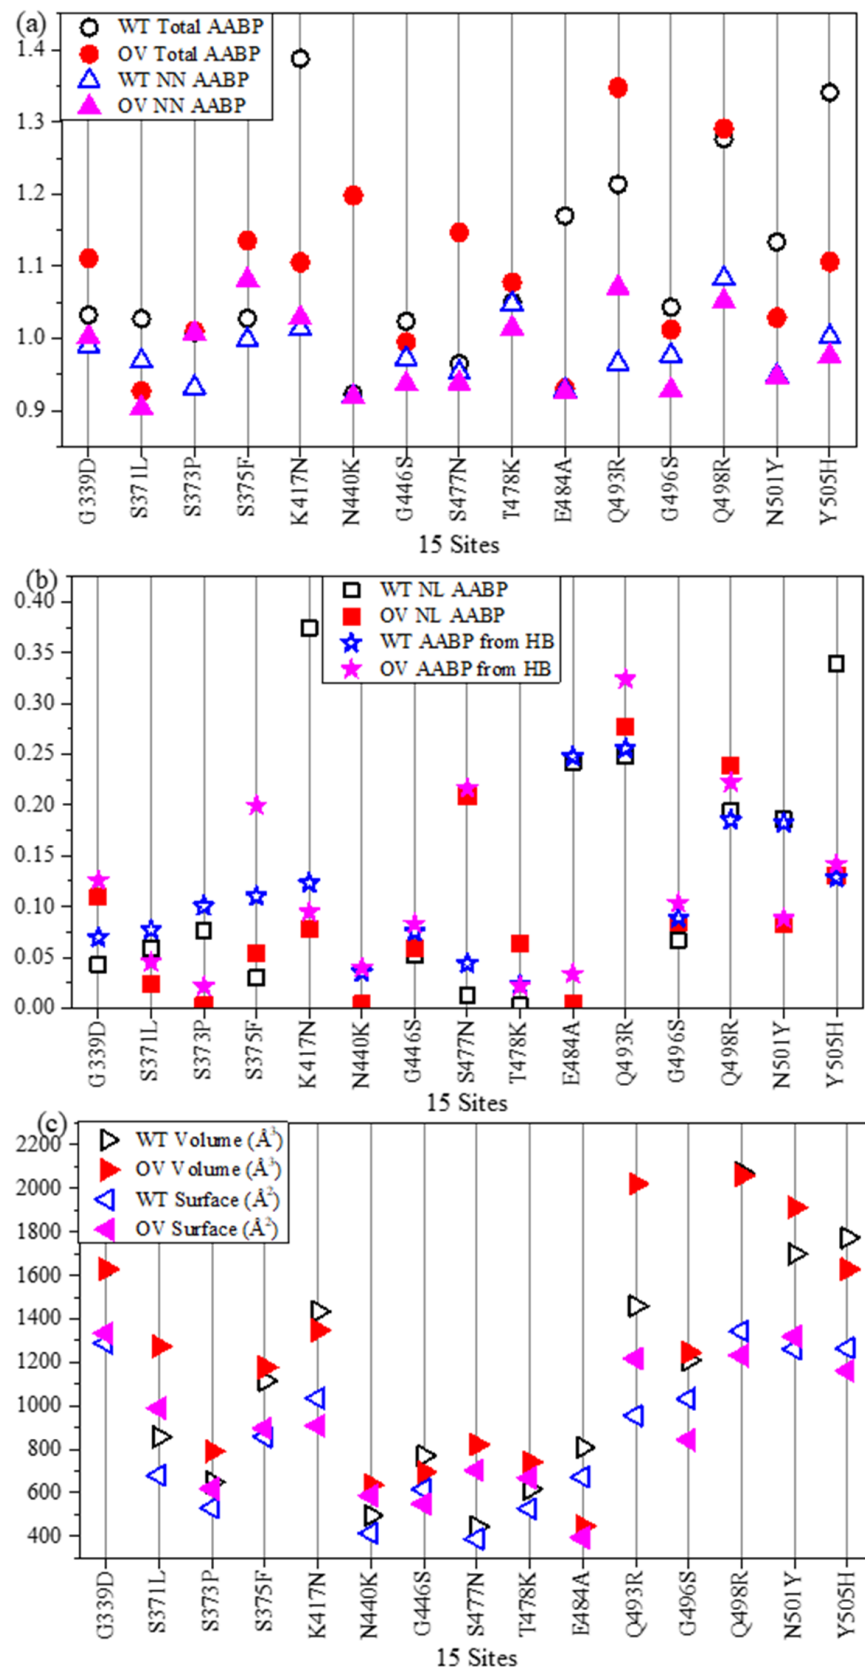 (a)
WT Total AABP
OV Total AABP
WT NN AABP
OV NN AABP
1.4
1.3
1.2
1.1
1.0
0.9
G339D
S371L
S373P
S375F
K417N
N440K
G446S
S477N
T478K
E484A
Q493R
G496S
Q498R
N501Y
Y505H
15 Sites
(b)
WT NL AABP
OV NL AABP
WT AABP from HB
OV AABP from HB
0.40
0.35
0.30
0.25
0.20
0.15
0.10
0.05
0.00
G339D
S371L
S373P
S375F
K417N
N440K
G446S
S477N
T478K
E484A
Q493R
G496S
Q498R
N501Y
Y505H
15 Sites
(c)
WT Volume (Å³)
OV Volume (Å³)
WT Surface (Å²)
OV Surface (Å²)
2200
2000
1800
1600
1400
1200
1000
800
600
400
G339D
S371L
S373P
S375F
K417N
N440K
G446S
S477N
T478K
E484A
Q493R
G496S
Q498R
N501Y
Y505H
15 Sites